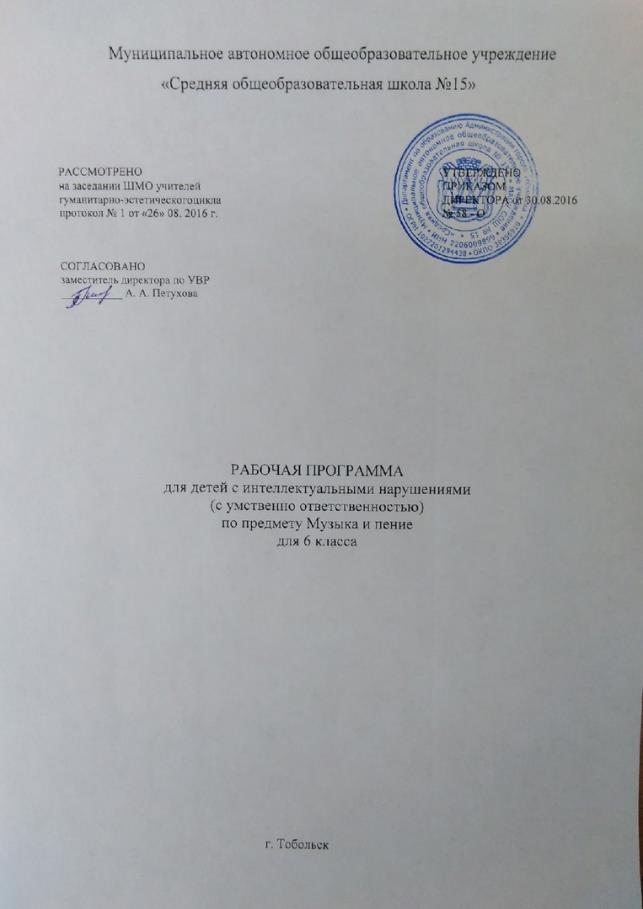 Муниципальное автономное общеобразовательное учреждение
«Средняя общеобразовательная школа №15»
РАССМОТРЕНО
на заседании ШМО учителей
гуманитарно-эстетическогоцикла
протокол № 1 от «26» 08. 2016 г.
УТВЕРЖДЕНО
ПРИКАЗОМ
ДИРЕКТОРА от 30.08.2016
№ 58 - О
СОГЛАСОВАНО
заместитель директора по УВР
А. А. Петухова
РАБОЧАЯ ПРОГРАММА
для детей с интеллектуальными нарушениями
(с умственно ответственностью)
по предмету Музыка и пение
для 6 класса
г. Тобольск